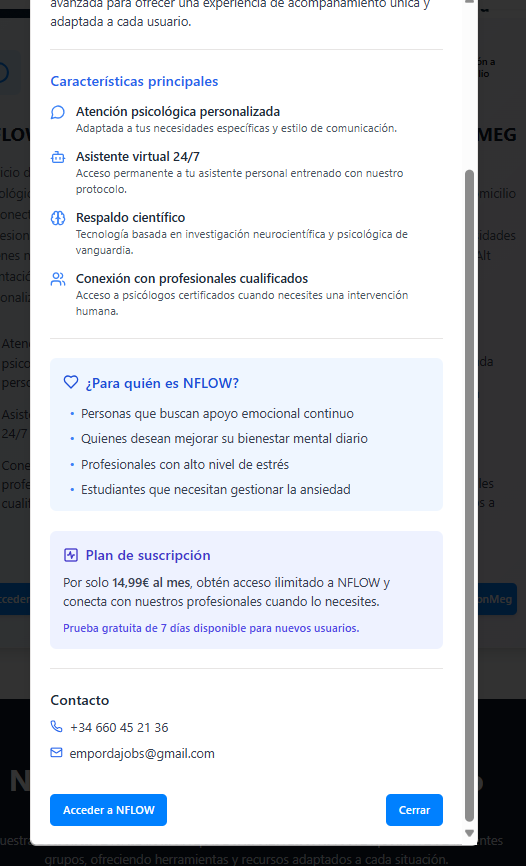 avanzada para ofrecer una experiencia de acompañamiento única y
adaptada a cada usuario.
Características principales
Atención psicológica personalizada
Adaptada a tus necesidades específicas y estilo de comunicación.
Asistente virtual 24/7
Acceso permanente a tu asistente personal entrenado con nuestro
protocolo.
Respaldo científico
Tecnología basada en investigación neurocientífica y psicológica de
vanguardia.
Conexión con profesionales cualificados
Acceso a psicólogos certificados cuando necesites una intervención
humana.
¿Para quién es NFLOW?
• Personas que buscan apoyo emocional continuo
• Quienes desean mejorar su bienestar mental diario
• Profesionales con alto nivel de estrés
• Estudiantes que necesitan gestionar la ansiedad
Plan de suscripción
Por solo 14,99€ al mes, obtén acceso ilimitado a NFLOW y
conecta con nuestros profesionales cuando lo necesites.
Prueba gratuita de 7 días disponible para nuevos usuarios.
Contacto
+34 660 45 21 36
empordajobs@gmail.com
Acceder a NFLOW
Cerrar
grupos, ofreciendo herramientas y recursos adaptados a cada situación.